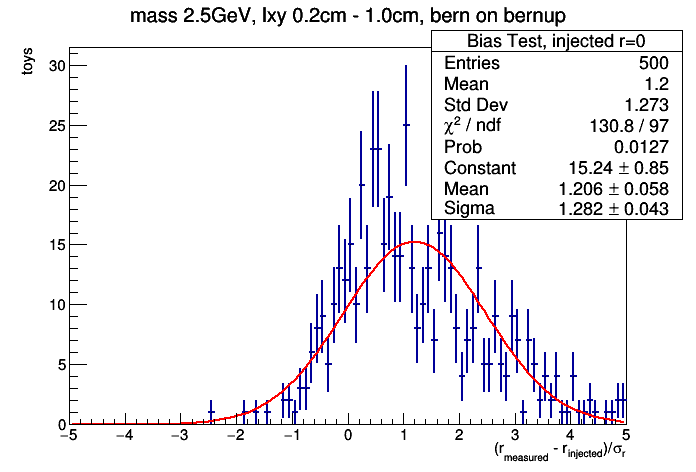 mass 2.5GeV, lxy 0.2cm - 1.0cm, bern on bernup
Bias Test, injected r=0
Entries 500
Mean 1.2
Std Dev 1.273
χ² / ndf 130.8 / 97
Prob 0.0127
Constant 15.24 ± 0.85
Mean 1.206 ± 0.058
Sigma 1.282 ± 0.043
toys
30
25
20
15
10
5
0
−5 −4 −3 −2 −1 0 1 2 3 4 5
(r_measured - r_injected)/σ_r